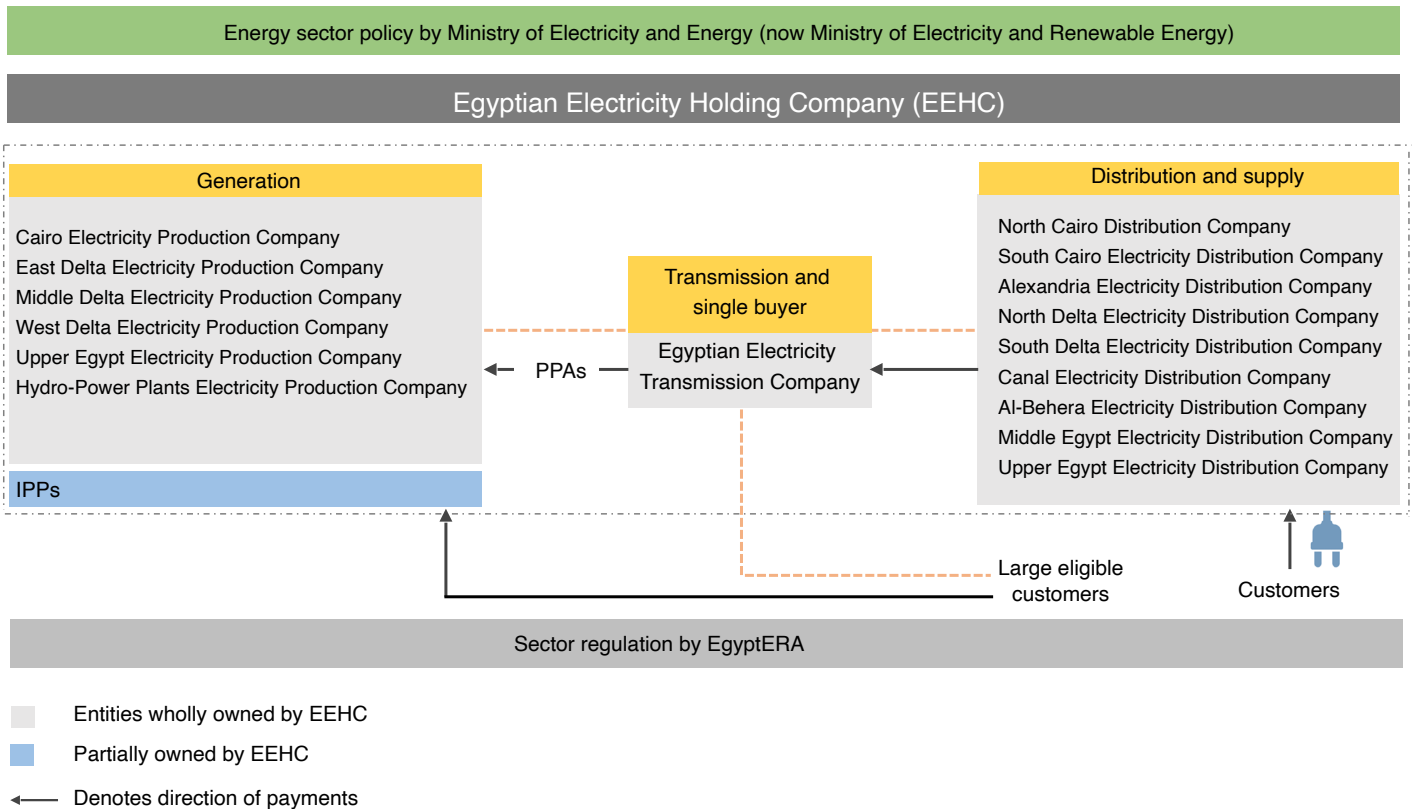 Energy sector policy by Ministry of Electricity and Energy (now Ministry of Electricity and Renewable Energy)
Egyptian Electricity Holding Company (EEHC)
Generation
Cairo Electricity Production Company
East Delta Electricity Production Company
Middle Delta Electricity Production Company
West Delta Electricity Production Company
Upper Egypt Electricity Production Company
Hydro-Power Plants Electricity Production Company
IPPs
PPAs
Transmission and
single buyer
Egyptian Electricity
Transmission Company
Distribution and supply
North Cairo Distribution Company
South Cairo Electricity Distribution Company
Alexandria Electricity Distribution Company
North Delta Electricity Distribution Company
South Delta Electricity Distribution Company
Canal Electricity Distribution Company
Al-Behera Electricity Distribution Company
Middle Egypt Electricity Distribution Company
Upper Egypt Electricity Distribution Company
Large eligible
customers
Customers
Sector regulation by EgyptERA
Entities wholly owned by EEHC
Partially owned by EEHC
Denotes direction of payments